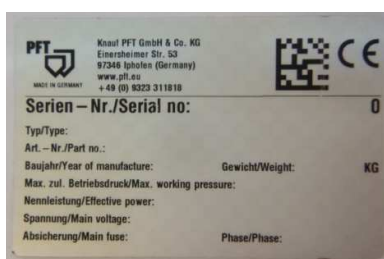 PFT
MADE IN GERMANY
Knauf PFT GmbH & Co. KG
Einersheimer Str. 53
97346 Iphofen (Germany)
www.pft.eu
+49 (0) 9323 311818
CE
Serien – Nr./Serial no: 0
Typ/Type:
Art. – Nr./Part no.:
Baujahr/Year of manufacture: Gewicht/Weight: KG
Max. zul. Betriebsdruck/Max. working pressure:
Nennleistung/Effective power:
Spannung/Main voltage:
Absicherung/Main fuse: Phase/Phase: